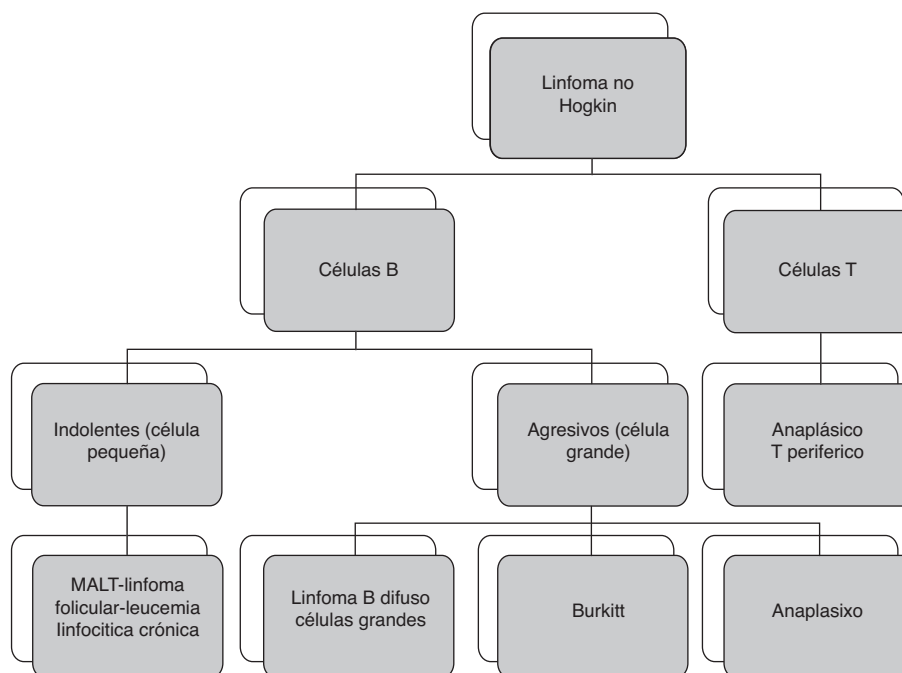 Linfoma no
Hogkin
Células B
Células T
Indolentes (célula
pequeña)
Agresivos (célula
grande)
Anaplásico
T periferico
MALT-linfoma
folicular-leucemia
linfocitica crónica
Linfoma B difuso
células grandes
Burkitt
Anaplasixo